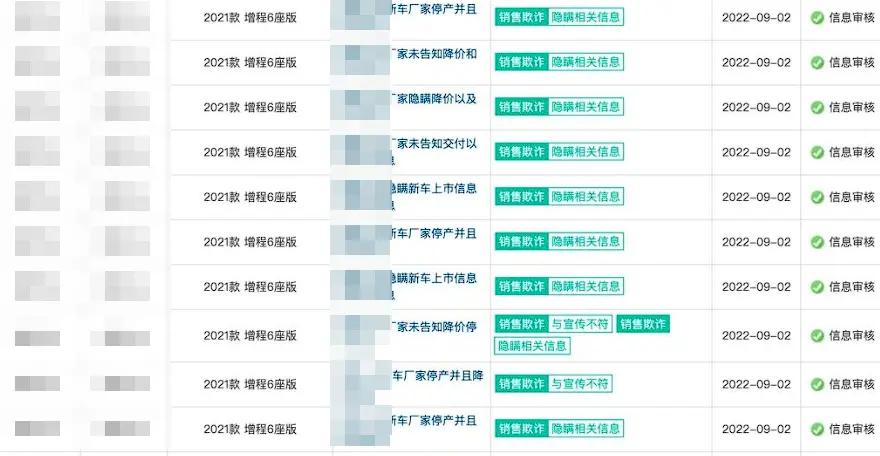 2021款 增程6座版 新车厂家停产并且 销售欺诈 隐瞒相关信息 2022-09-02 信息审核
2021款 增程6座版 厂家未告知降价和 销售欺诈 隐瞒相关信息 2022-09-02 信息审核
2021款 增程6座版 厂家隐瞒降价以及 销售欺诈 隐瞒相关信息 2022-09-02 信息审核
2021款 增程6座版 厂家未告知交付以 销售欺诈 隐瞒相关信息 2022-09-02 信息审核
息
2021款 增程6座版 隐瞒新车上市信息 销售欺诈 隐瞒相关信息 2022-09-02 信息审核
息
2021款 增程6座版 新车厂家停产并且 销售欺诈 隐瞒相关信息 2022-09-02 信息审核
2021款 增程6座版 隐瞒新车上市信息 销售欺诈 隐瞒相关信息 2022-09-02 信息审核
息
2021款 增程6座版 厂家未告知降价停 销售欺诈 与宣传不符 销售欺诈 2022-09-02 信息审核
隐瞒相关信息
2021款 增程6座版 车厂家停产并且降 销售欺诈 与宣传不符 2022-09-02 信息审核
2021款 增程6座版 新车厂家停产并且 销售欺诈 隐瞒相关信息 2022-09-02 信息审核